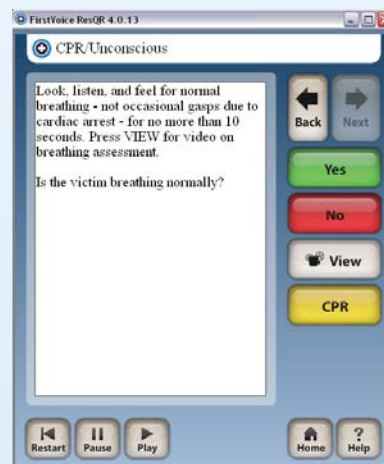 FirstVoice ResQR 4.0.13
CPR/Unconscious
Look, listen, and feel for normal
breathing - not occasional gasps due to
cardiac arrest - for no more than 10
seconds. Press VIEW for video on
breathing assessment.
Is the victim breathing normally?
Back
Next
Yes
No
View
CPR
Restart
Pause
Play
Home
?
Help